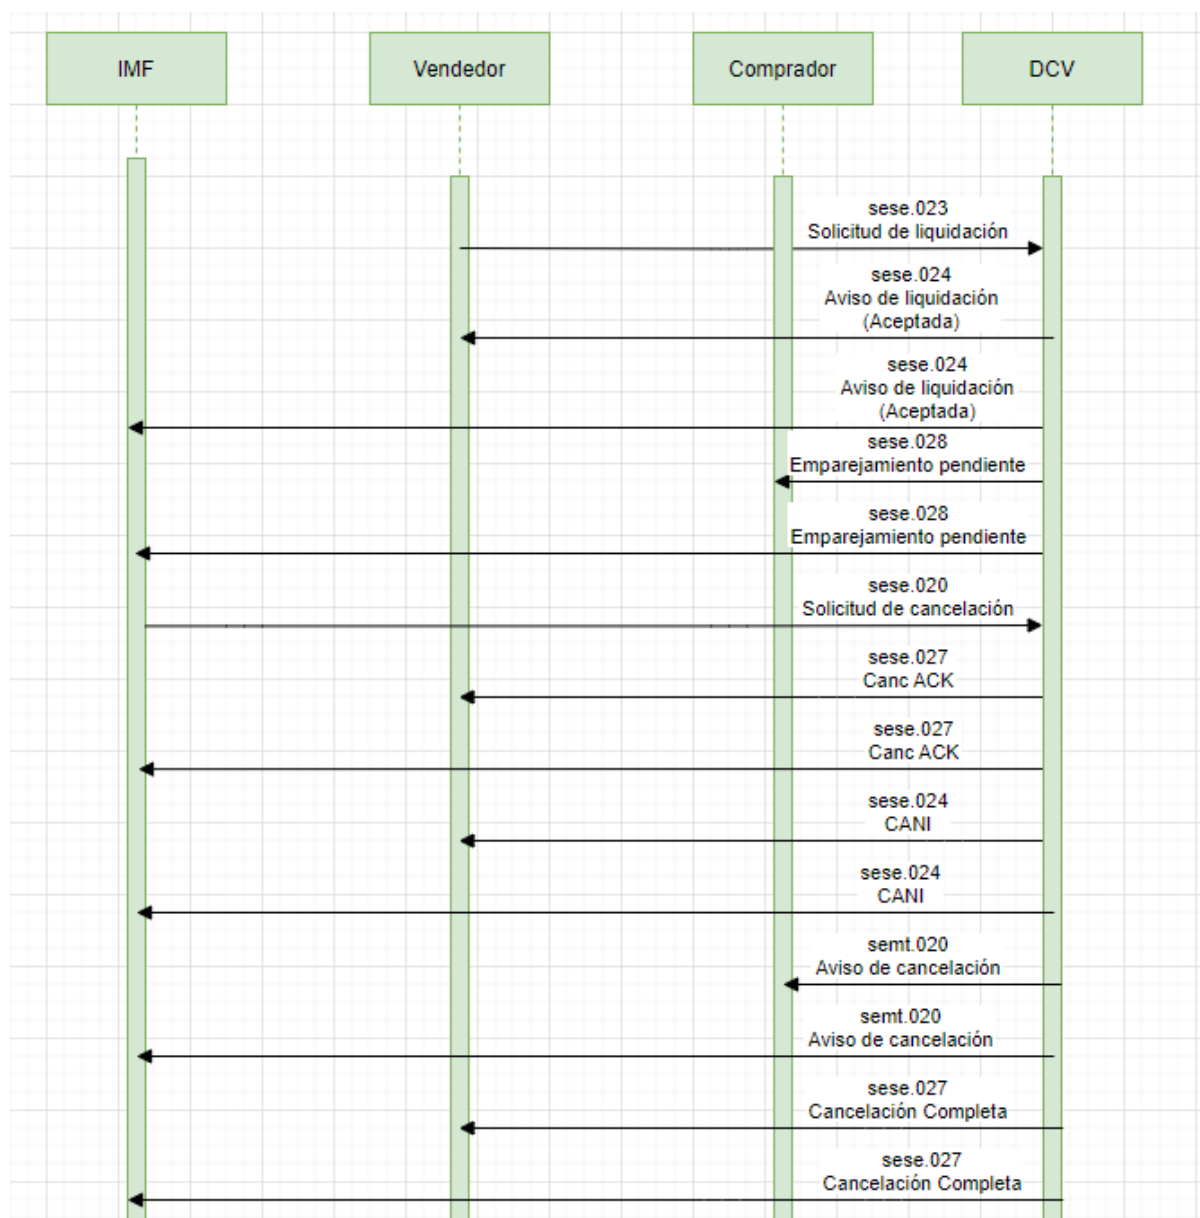 IMF
Vendedor
Comprador
DCV
sese.023
Solicitud de liquidación
sese.024
Aviso de liquidación
(Aceptada)
sese.024
Aviso de liquidación
(Aceptada)
sese.028
Emparejamiento pendiente
sese.028
Emparejamiento pendiente
sese.020
Solicitud de cancelación
sese.027
Canc ACK
sese.027
Canc ACK
sese.024
CANI
sese.024
CANI
semt.020
Aviso de cancelación
semt.020
Aviso de cancelación
sese.027
Cancelación Completa
sese.027
Cancelación Completa